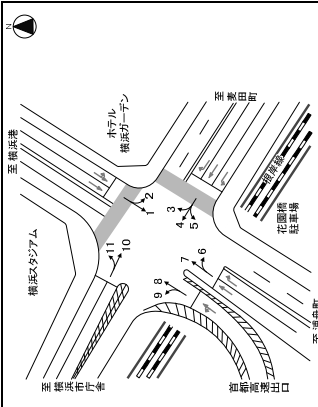 N
至 横浜港
ホテル
横浜ガーデン
至
麦
田
町
横浜スタジアム
11
10
1
2
3
4
5
根岸線
花園橋
駐車場
9
8
7
6
至
横
浜
市
庁
舎
首都高速出口